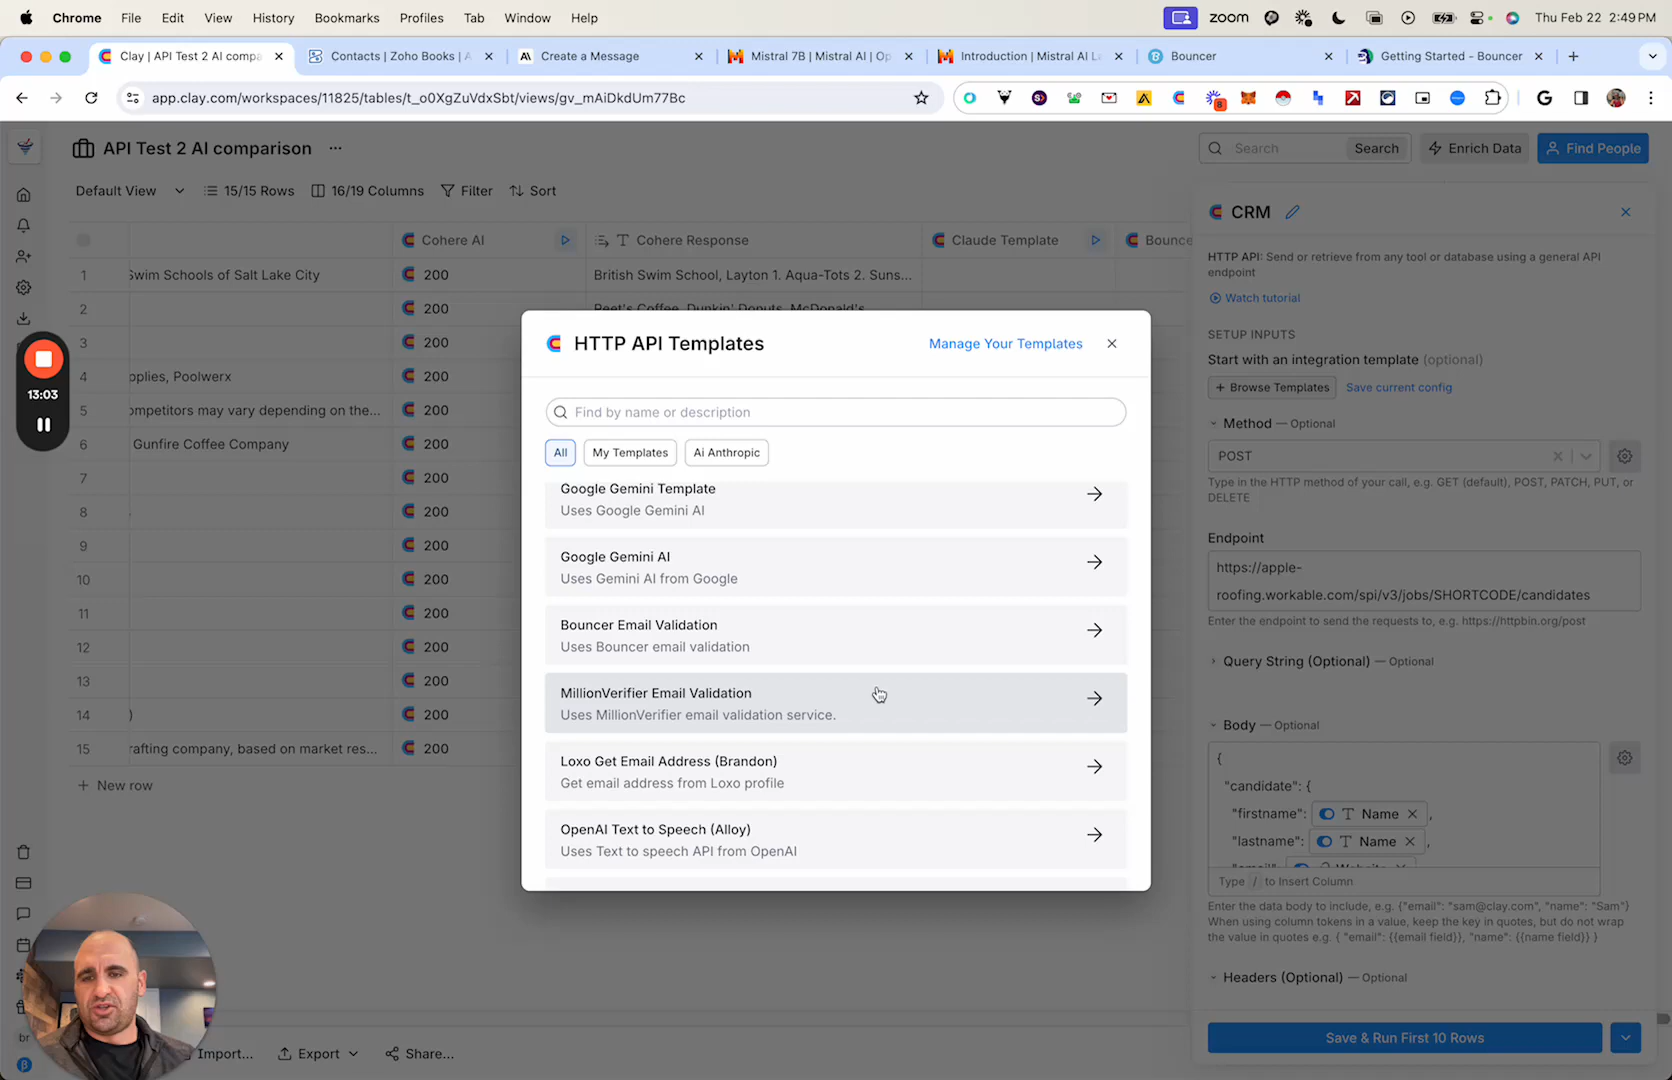 Chrome File Edit View History Bookmarks Profiles Tab Window Help
zoom Thu Feb 22 2:49 PM
Clay | API Test 2 AI compa
Contacts | Zoho Books | A
Create a Message
Mistral 7B | Mistral AI | Op
Introduction | Mistral AI La
Bouncer
Getting Started – Bouncer
app.clay.com/workspaces/11825/tables/t_o0XgZuVdxSbt/views/gv_mAiDkdUm77Bc
API Test 2 AI comparison ...
Search Search
Enrich Data
Find People
Default View
15/15 Rows
16/19 Columns
Filter
Sort
Cohere AI
Cohere Response
Claude Template
Bounce
1 Swim Schools of Salt Lake City 200 British Swim School, Layton 1. Aqua-Tots 2. Suns...
2 200 Peet's Coffee, Dunkin' Donuts, McDonald's
3 200
4 pplies, Poolwerx 200
5 ompetitors may vary depending on the... 200
6 Gunfire Coffee Company 200
7 200
8 200
9 200
10 200
11 200
12 200
13 200
14 ) 200
15 rafting company, based on market res... 200
+ New row
13:03
HTTP API Templates
Manage Your Templates
Find by name or description
All
My Templates
Ai Anthropic
Google Gemini Template
Uses Google Gemini AI
Google Gemini AI
Uses Gemini AI from Google
Bouncer Email Validation
Uses Bouncer email validation
MillionVerifier Email Validation
Uses MillionVerifier email validation service.
Loxo Get Email Address (Brandon)
Get email address from Loxo profile
OpenAI Text to Speech (Alloy)
Uses Text to speech API from OpenAI
CRM
HTTP API: Send or retrieve from any tool or database using a general API
endpoint
Watch tutorial
SETUP INPUTS
Start with an integration template (optional)
+ Browse Templates
Save current config
Method — Optional
POST
Type in the HTTP method of your call, e.g. GET (default), POST, PATCH, PUT, or
DELETE
Endpoint
https://apple-
roofing.workable.com/spi/v3/jobs/SHORTCODE/candidates
Enter the endpoint to send the requests to, e.g. https://httpbin.org/post
Query String (Optional) — Optional
Body — Optional
{
"candidate": {
"firstname": Name ,
"lastname": Name ,
Type / to Insert Column
Enter the data body to include, e.g. {"email": "sam@clay.com", "name": "Sam"}
When using column tokens in a value, keep the key in quotes, but do not wrap
the value in quotes e.g. { "email": {{email field}}, "name": {{name field}} }
Headers (Optional) — Optional
Save & Run First 10 Rows
br
Import...
Export
Share...